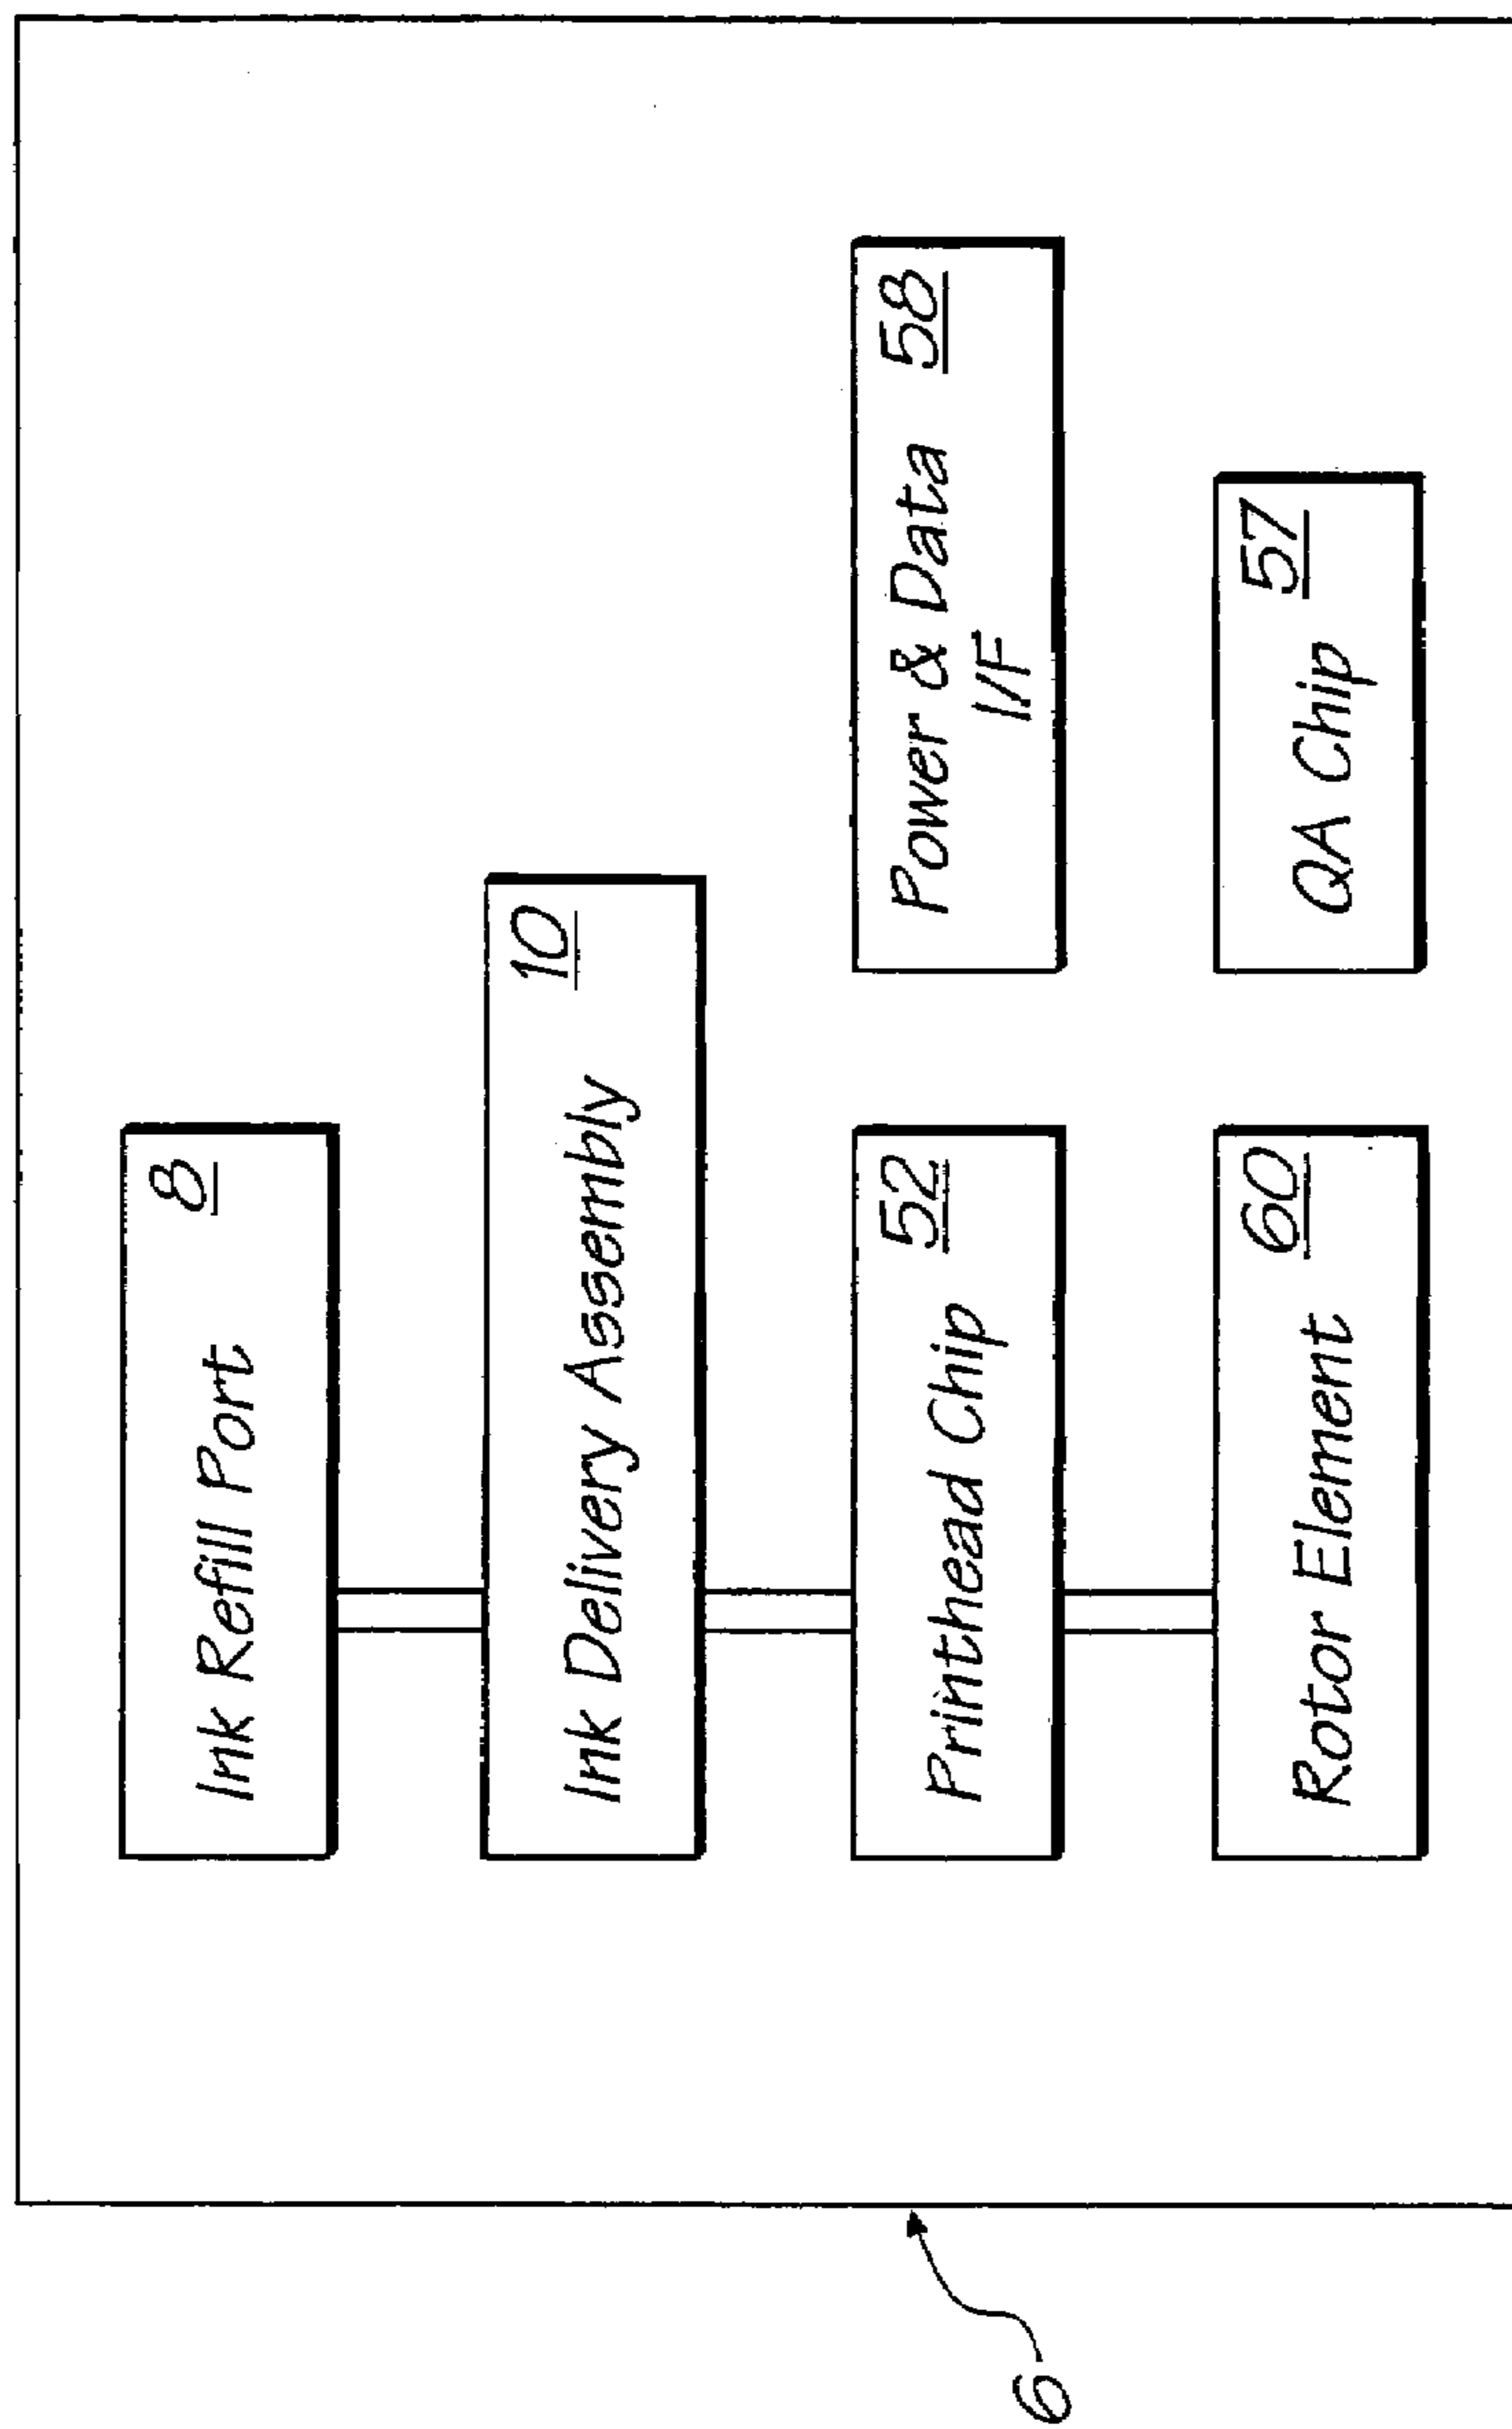 Ink Refill Port 8
Ink Delivery Assembly 10
Printhead Chip 52
Power & Data 58
I/F
Rotor Element 60
QA Chip 57
6